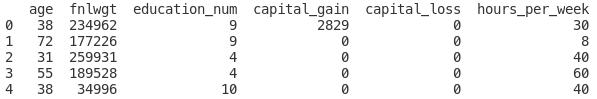 age fnlwgt education_num capital_gain capital_loss hours_per_week
0 38 234962 9 2829 0 30
1 72 177226 9 0 0 8
2 31 259931 4 0 0 40
3 55 189528 4 0 0 60
4 38 34996 10 0 0 40